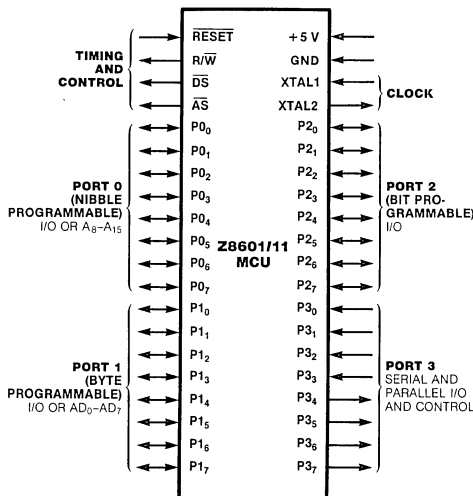 TIMING
AND
CONTROL
RESET
R/W
DS
AS
P0₀
P0₁
P0₂
P0₃
P0₄
P0₅
P0₆
P0₇
PORT 0
(NIBBLE
PROGRAMMABLE)
I/O OR A₈–A₁₅
P1₀
P1₁
P1₂
P1₃
P1₄
P1₅
P1₆
P1₇
PORT 1
(BYTE
PROGRAMMABLE)
I/O OR AD₀–AD₇
Z8601/11
MCU
+5 V
GND
XTAL1
XTAL2
CLOCK
P2₀
P2₁
P2₂
P2₃
P2₄
P2₅
P2₆
P2₇
PORT 2
(BIT PRO-
GRAMMABLE)
I/O
P3₀
P3₁
P3₂
P3₃
P3₄
P3₅
P3₆
P3₇
PORT 3
SERIAL AND
PARALLEL I/O
AND CONTROL